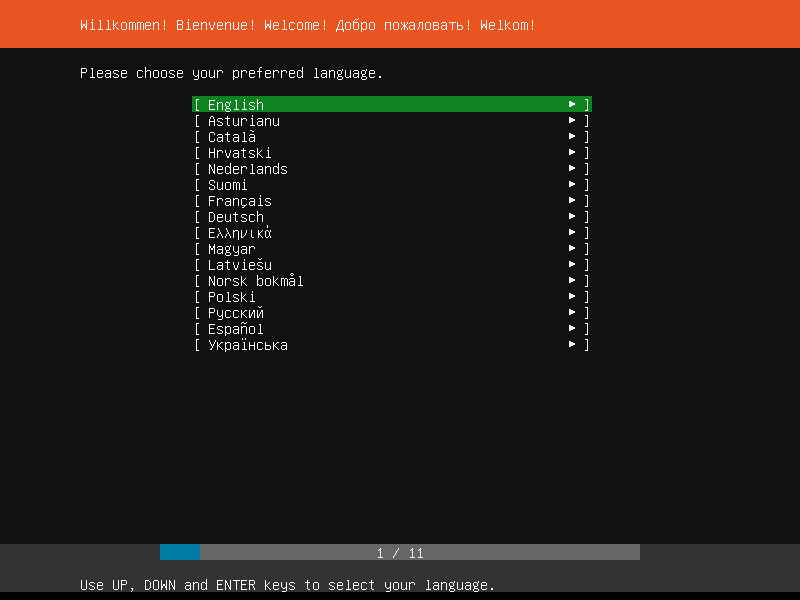 Willkommen! Bienvenue! Welcome! Добро пожаловать! Welkom!
Please choose your preferred language.
[ English ► ]
[ Asturianu ► ]
[ Català ► ]
[ Hrvatski ► ]
[ Nederlands ► ]
[ Suomi ► ]
[ Français ► ]
[ Deutsch ► ]
[ Ελληνικά ► ]
[ Magyar ► ]
[ Latviešu ► ]
[ Norsk bokmål ► ]
[ Polski ► ]
[ Русский ► ]
[ Español ► ]
[ Українська ► ]
1 / 11
Use UP, DOWN and ENTER keys to select your language.